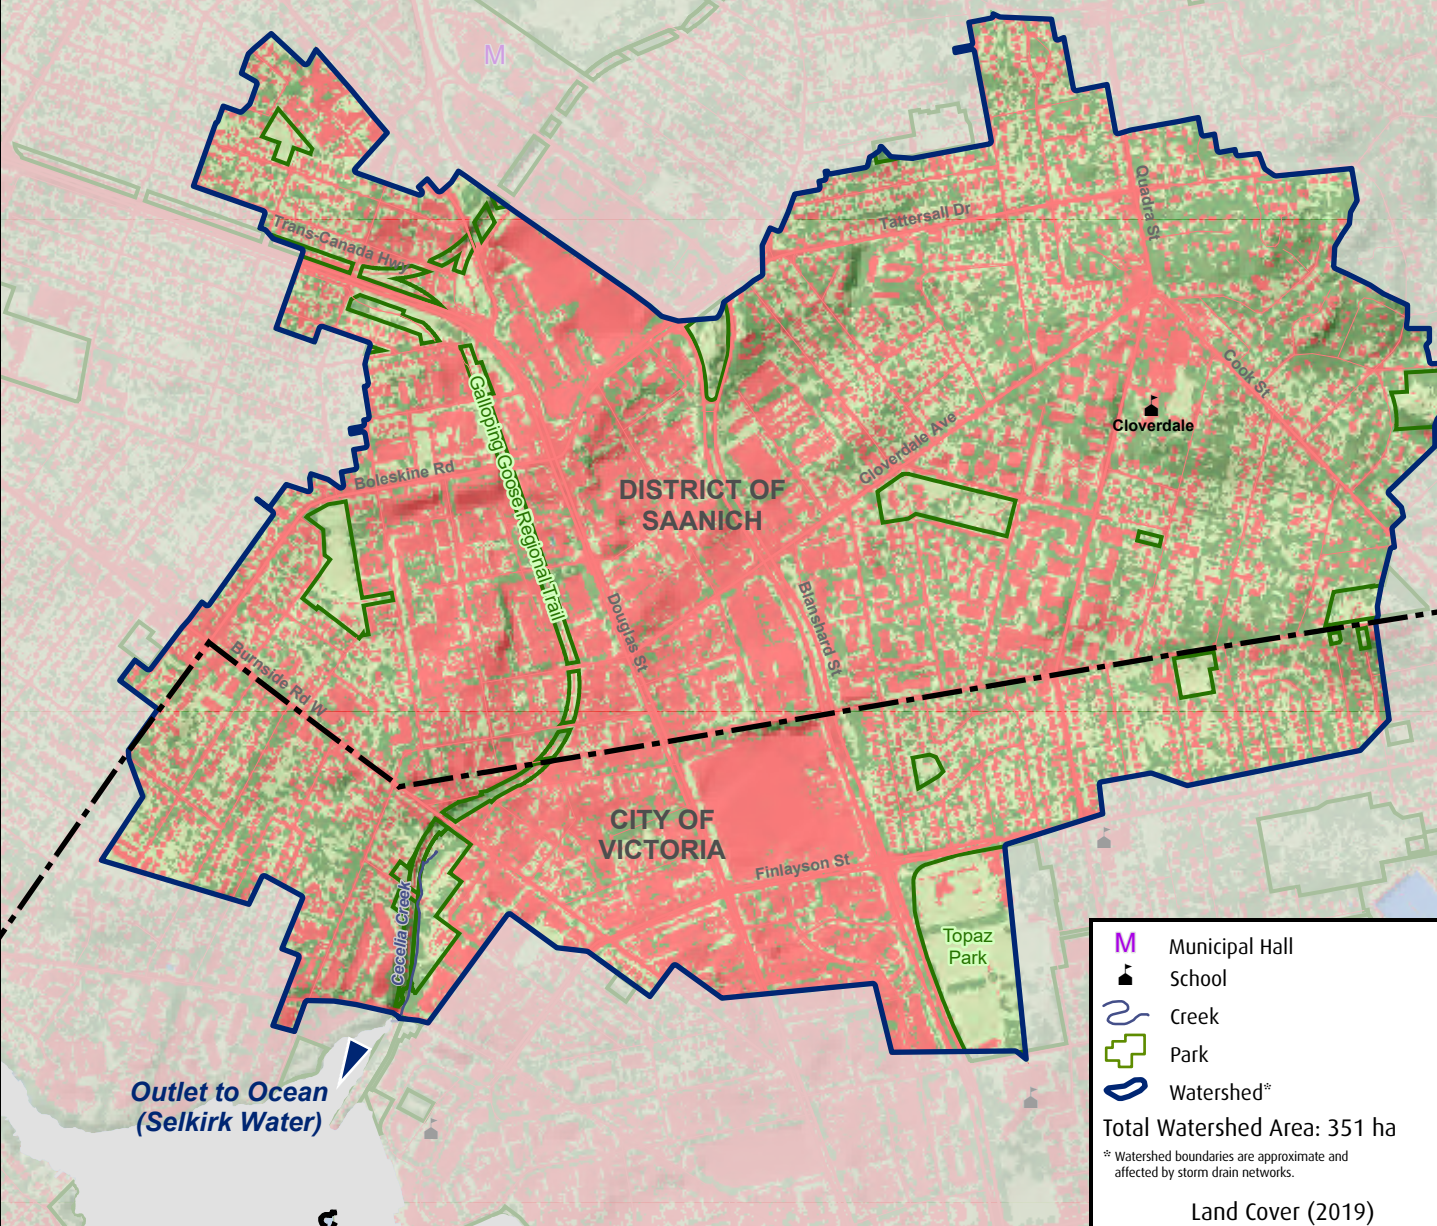 M
Trans-Canada Hwy
Tattersall Dr
Quadra St
Cook St
Cloverdale
Cloverdale Ave
Galloping Goose Regional Trail
Boleskine Rd
DISTRICT OF
SAANICH
Douglas St
Blanshard St
Burnside Rd W
CITY OF
VICTORIA
Finlayson St
Cecelia Creek
Topaz
Park
Outlet to Ocean
(Selkirk Water)
M Municipal Hall
School
Creek
Park
Watershed*
Total Watershed Area: 351 ha
* Watershed boundaries are approximate and
affected by storm drain networks.
Land Cover (2019)